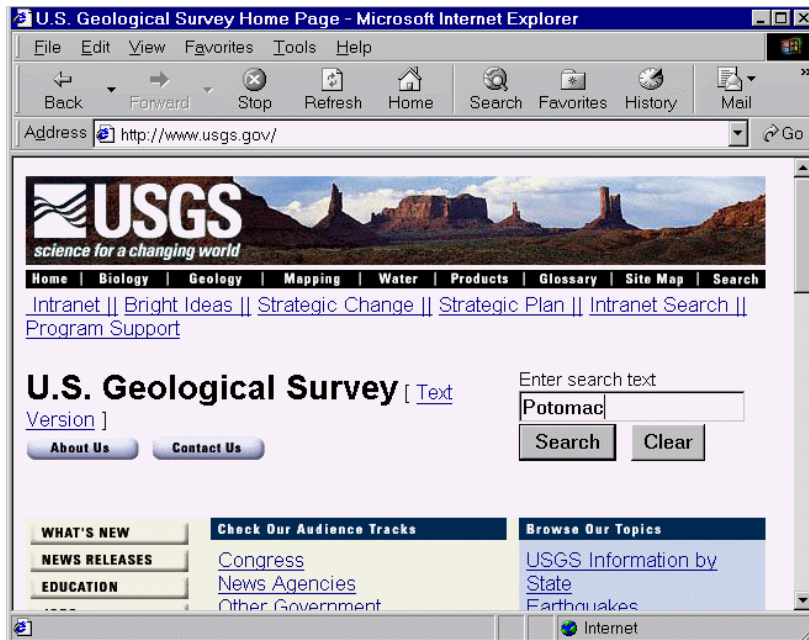 U.S. Geological Survey Home Page - Microsoft Internet Explorer
File Edit View Favorites Tools Help
Back Forward Stop Refresh Home Search Favorites History Mail »
Address http://www.usgs.gov/ Go
USGS
science for a changing world
Home | Biology | Geology | Mapping | Water | Products | Glossary | Site Map | Search
Intranet || Bright Ideas || Strategic Change || Strategic Plan || Intranet Search ||
Program Support
U.S. Geological Survey [ Text
Version ]
Enter search text
Potomac
Search Clear
About Us Contact Us
WHAT'S NEW
NEWS RELEASES
EDUCATION
Check Our Audience Tracks
Congress
News Agencies
Other Government
Browse Our Topics
USGS Information by
State
Earthquakes
Internet